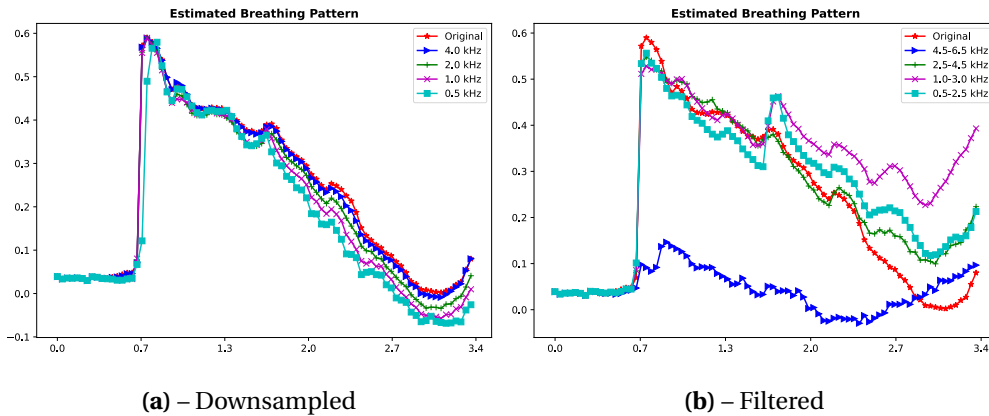 Estimated Breathing Pattern
Original
4.0 kHz
2.0 kHz
1.0 kHz
0.5 kHz
0.6
0.5
0.4
0.3
0.2
0.1
0.0
−0.1
0.0 0.7 1.3 2.0 2.7 3.4
(a) – Downsampled
Estimated Breathing Pattern
Original
4.5-6.5 kHz
2.5-4.5 kHz
1.0-3.0 kHz
0.5-2.5 kHz
0.6
0.5
0.4
0.3
0.2
0.1
0.0
0.0 0.7 1.3 2.0 2.7 3.4
(b) – Filtered